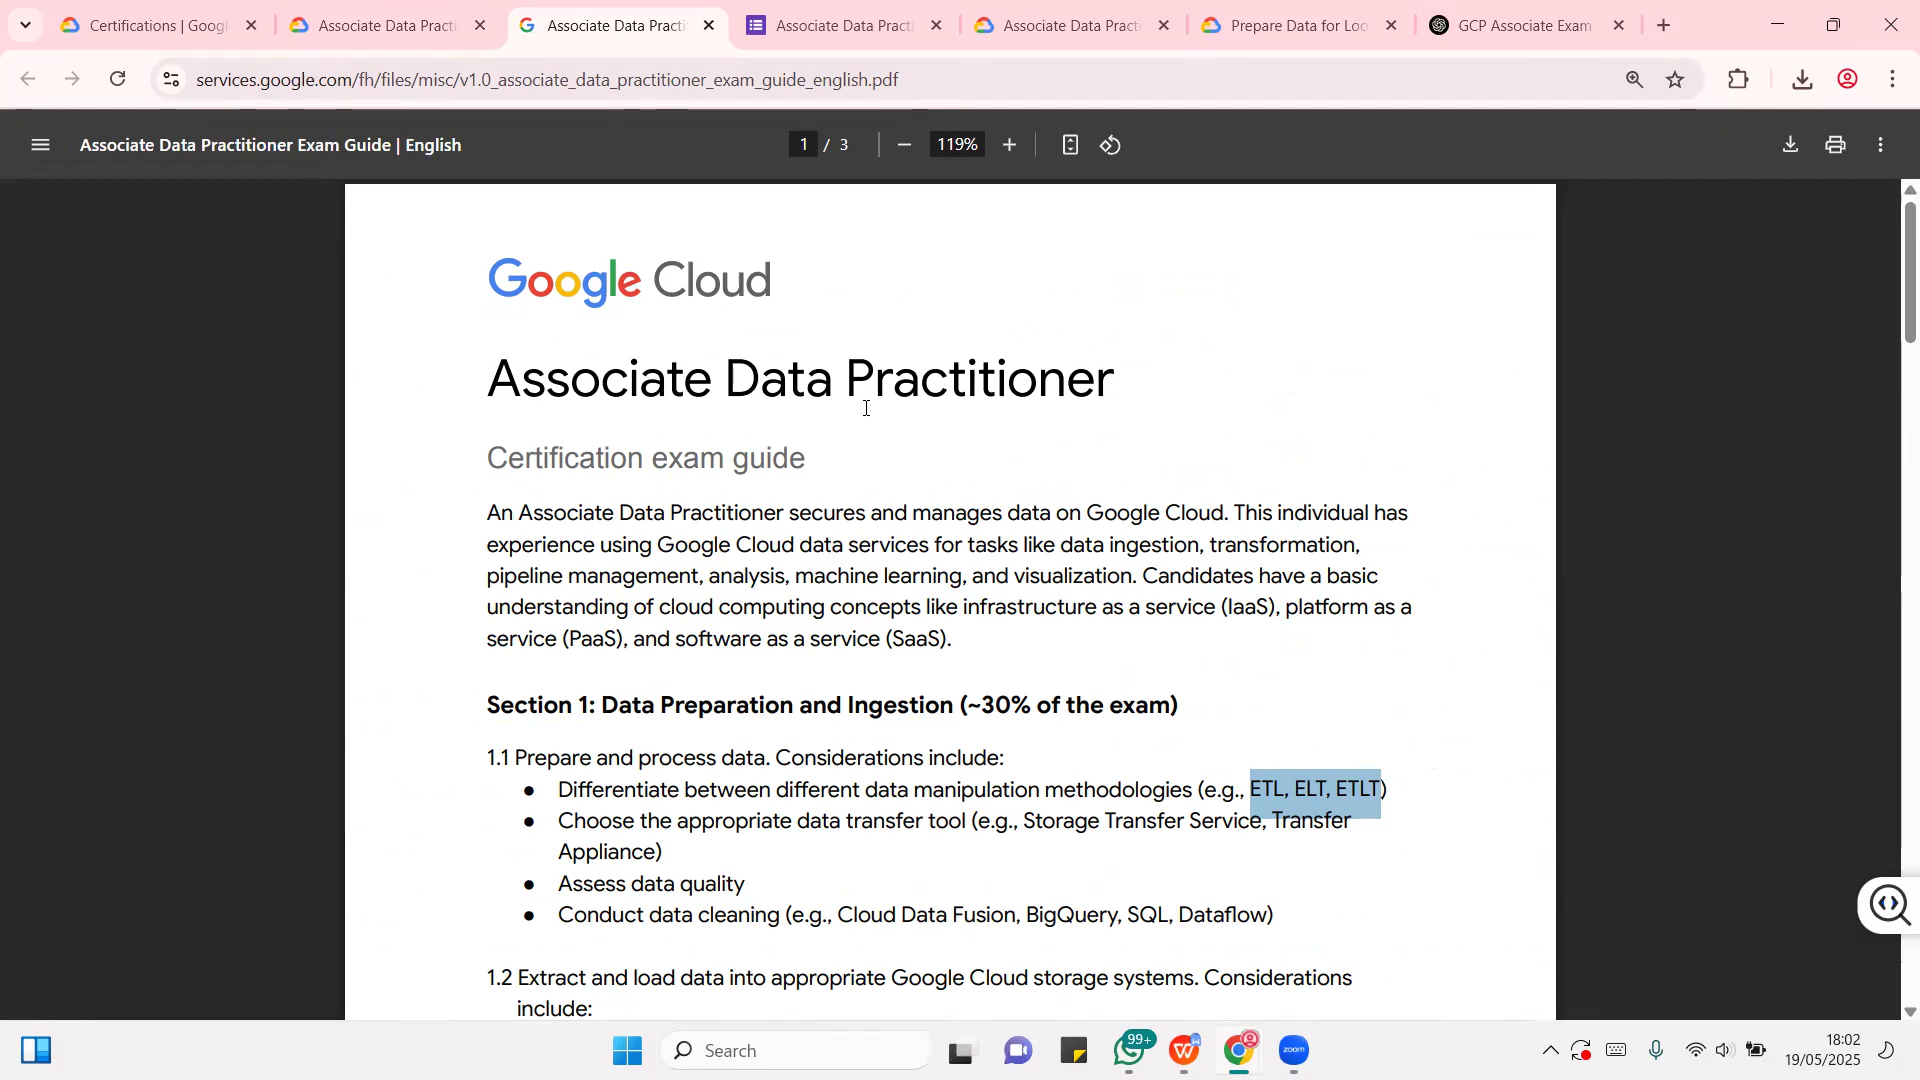 Certifications | Googl
Associate Data Practi
Associate Data Practi
Associate Data Practi
Associate Data Practi
Prepare Data for Loo
GCP Associate Exam
services.google.com/fh/files/misc/v1.0_associate_data_practitioner_exam_guide_english.pdf
Associate Data Practitioner Exam Guide | English
1 / 3
119%
Google Cloud
Associate Data Practitioner
Certification exam guide
An Associate Data Practitioner secures and manages data on Google Cloud. This individual has
experience using Google Cloud data services for tasks like data ingestion, transformation,
pipeline management, analysis, machine learning, and visualization. Candidates have a basic
understanding of cloud computing concepts like infrastructure as a service (IaaS), platform as a
service (PaaS), and software as a service (SaaS).
Section 1: Data Preparation and Ingestion (~30% of the exam)
1.1 Prepare and process data. Considerations include:
● Differentiate between different data manipulation methodologies (e.g., ETL, ELT, ETLT)
● Choose the appropriate data transfer tool (e.g., Storage Transfer Service, Transfer
Appliance)
● Assess data quality
● Conduct data cleaning (e.g., Cloud Data Fusion, BigQuery, SQL, Dataflow)
1.2 Extract and load data into appropriate Google Cloud storage systems. Considerations
include:
Search
99+
zoom
18:02
19/05/2025